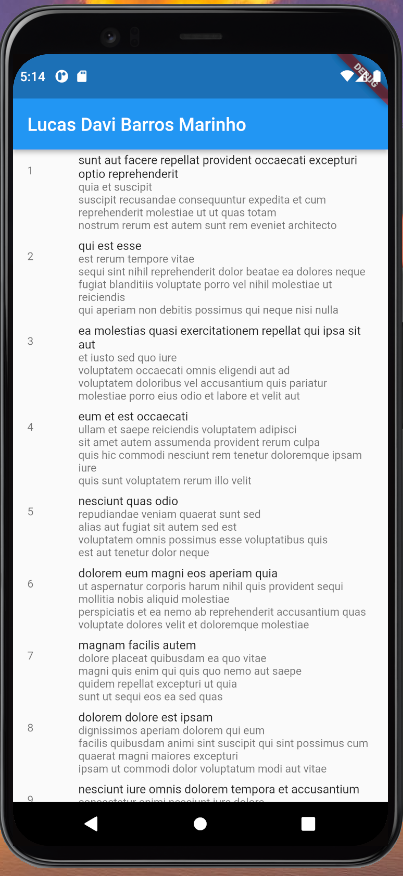 5:14
DEBUG
Lucas Davi Barros Marinho
1
sunt aut facere repellat provident occaecati excepturi
optio reprehenderit
quia et suscipit
suscipit recusandae consequuntur expedita et cum
reprehenderit molestiae ut ut quas totam
nostrum rerum est autem sunt rem eveniet architecto
2
qui est esse
est rerum tempore vitae
sequi sint nihil reprehenderit dolor beatae ea dolores neque
fugiat blanditiis voluptate porro vel nihil molestiae ut
reiciendis
qui aperiam non debitis possimus qui neque nisi nulla
3
ea molestias quasi exercitationem repellat qui ipsa sit
aut
et iusto sed quo iure
voluptatem occaecati omnis eligendi aut ad
voluptatem doloribus vel accusantium quis pariatur
molestiae porro eius odio et labore et velit aut
4
eum et est occaecati
ullam et saepe reiciendis voluptatem adipisci
sit amet autem assumenda provident rerum culpa
quis hic commodi nesciunt rem tenetur doloremque ipsam
iure
quis sunt voluptatem rerum illo velit
5
nesciunt quas odio
repudiandae veniam quaerat sunt sed
alias aut fugiat sit autem sed est
voluptatem omnis possimus esse voluptatibus quis
est aut tenetur dolor neque
6
dolorem eum magni eos aperiam quia
ut aspernatur corporis harum nihil quis provident sequi
mollitia nobis aliquid molestiae
perspiciatis et ea nemo ab reprehenderit accusantium quas
voluptate dolores velit et doloremque molestiae
7
magnam facilis autem
dolore placeat quibusdam ea quo vitae
magni quis enim qui quis quo nemo aut saepe
quidem repellat excepturi ut quia
sunt ut sequi eos ea sed quas
8
dolorem dolore est ipsam
dignissimos aperiam dolorem qui eum
facilis quibusdam animi sint suscipit qui sint possimus cum
quaerat magni maiores excepturi
ipsam ut commodi dolor voluptatum modi aut vitae
9
nesciunt iure omnis dolorem tempora et accusantium
consectetur animi nesciunt iure dolore